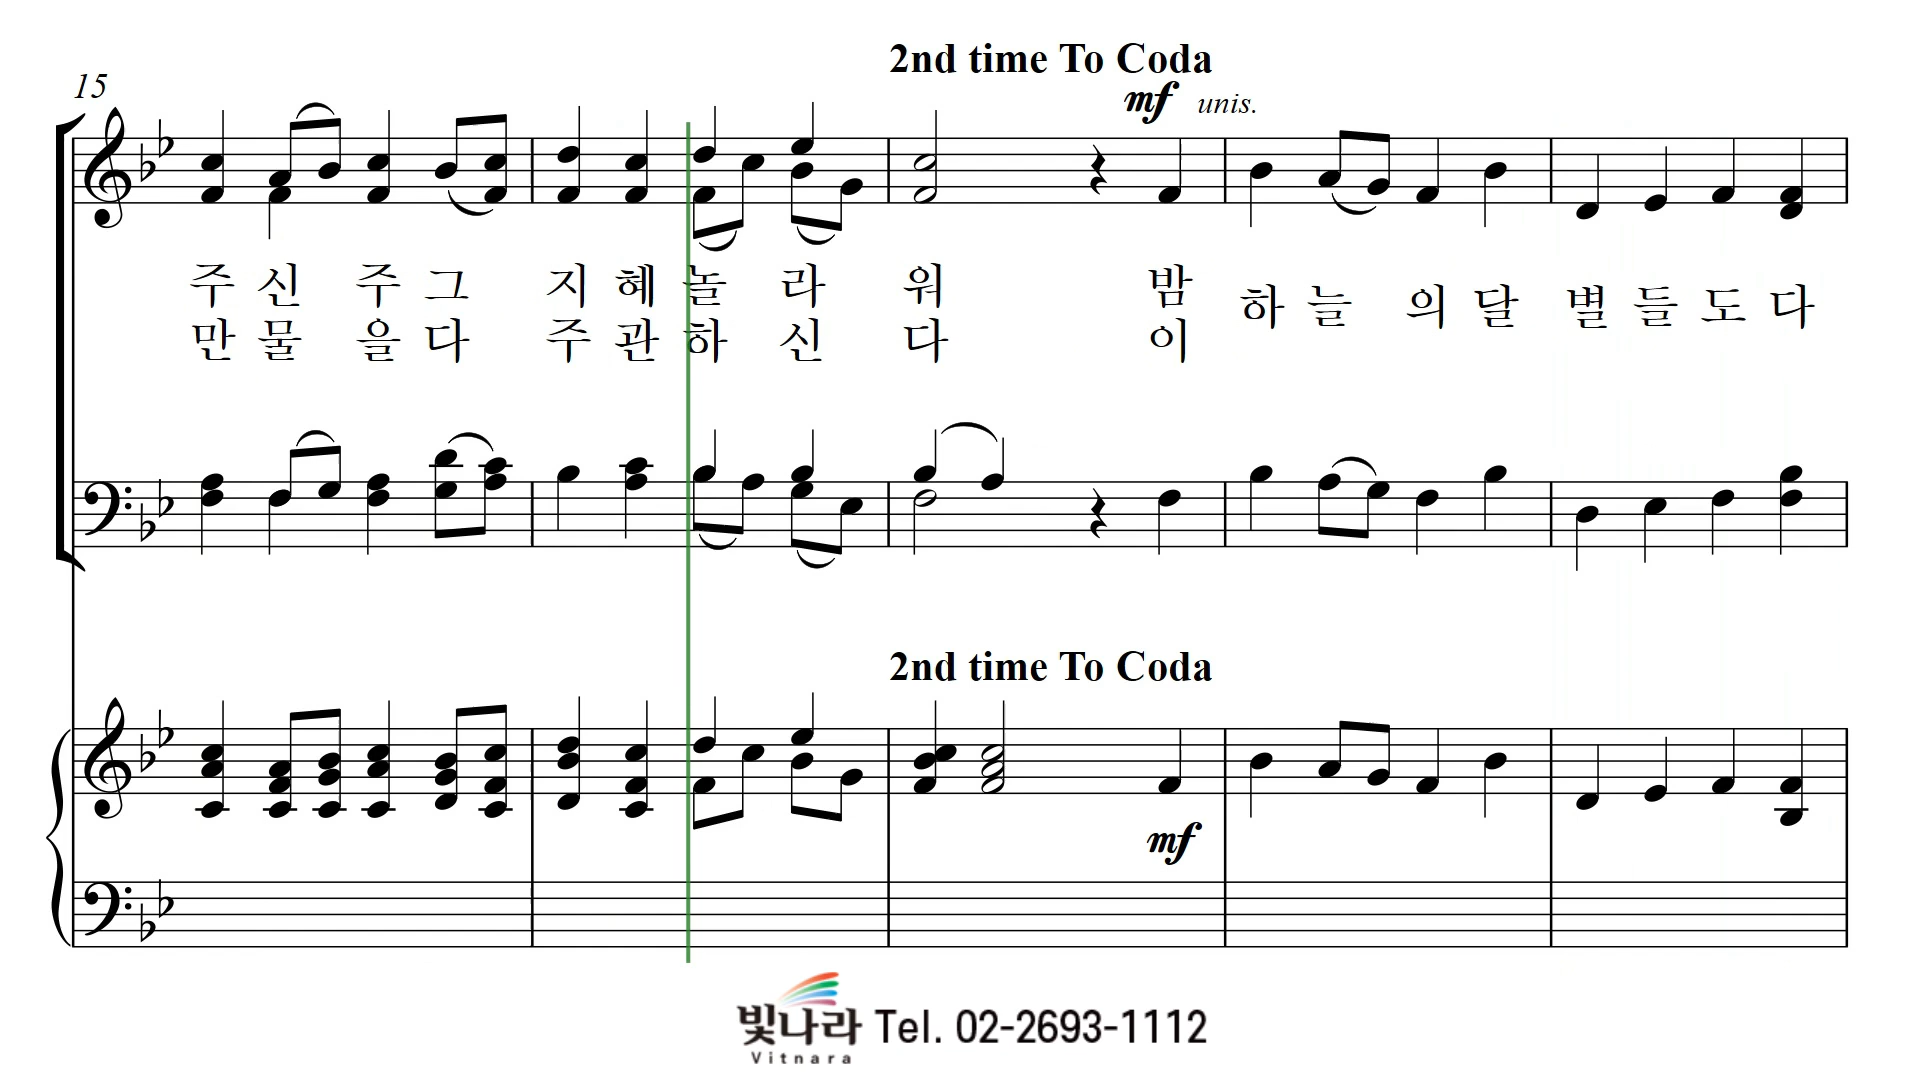 2nd time To Coda
15
mf unis.
주 신 주 그 지 혜 놀 라 워 밤 하 늘 의 달 별 들 도 다
만 물 을 다 주 관 하 신 다 이
2nd time To Coda
mf
빛나라 Tel. 02-2693-1112
Vitnara